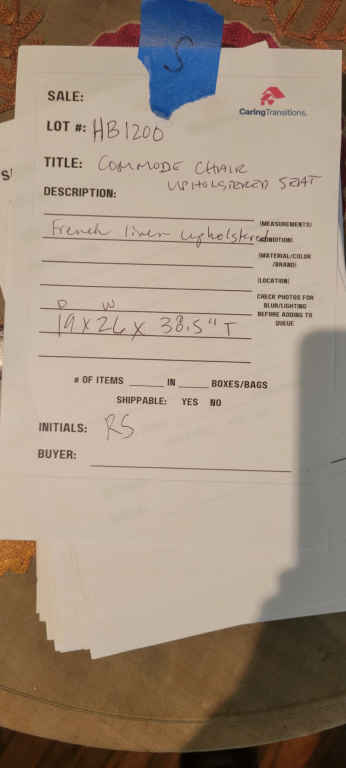 S
SALE:
CaringTransitions.
LOT #: HB1200
TITLE: COMMODE CHAIR
UPHOLSTERED SEAT
DESCRIPTION:
(MEASUREMENTS)
French linen upholstered
(CONDITION)
(MATERIAL/COLOR
/BRAND)
(LOCATION)
CHECK PHOTOS FOR
BLUR/LIGHTING
BEFORE ADDING TO
QUEUE
D W
19 X 26 X 38.5" T
# OF ITEMS ______ IN ______ BOXES/BAGS
SHIPPABLE: YES NO
INITIALS: RS
BUYER: